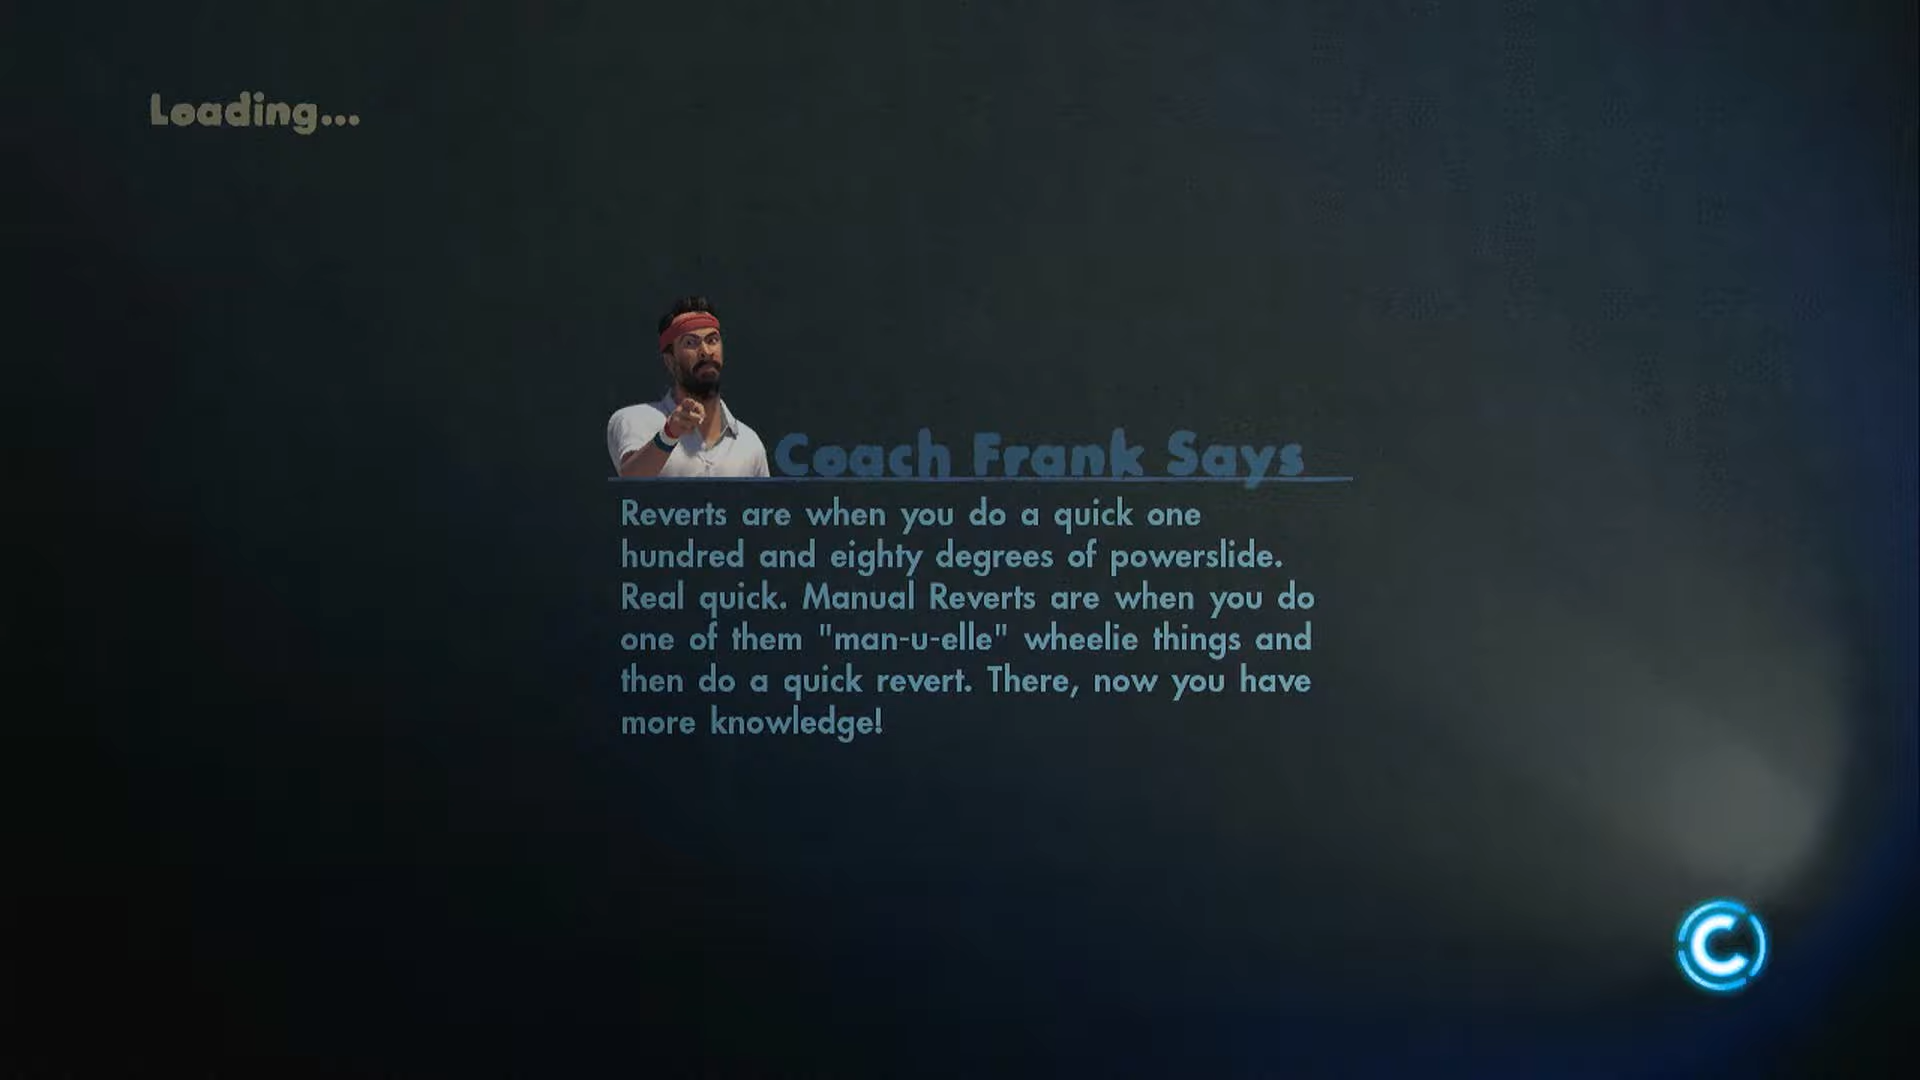 Loading...
Coach Frank Says
Reverts are when you do a quick one
hundred and eighty degrees of powerslide.
Real quick. Manual Reverts are when you do
one of them "man-u-elle" wheelie things and
then do a quick revert. There, now you have
more knowledge!
C